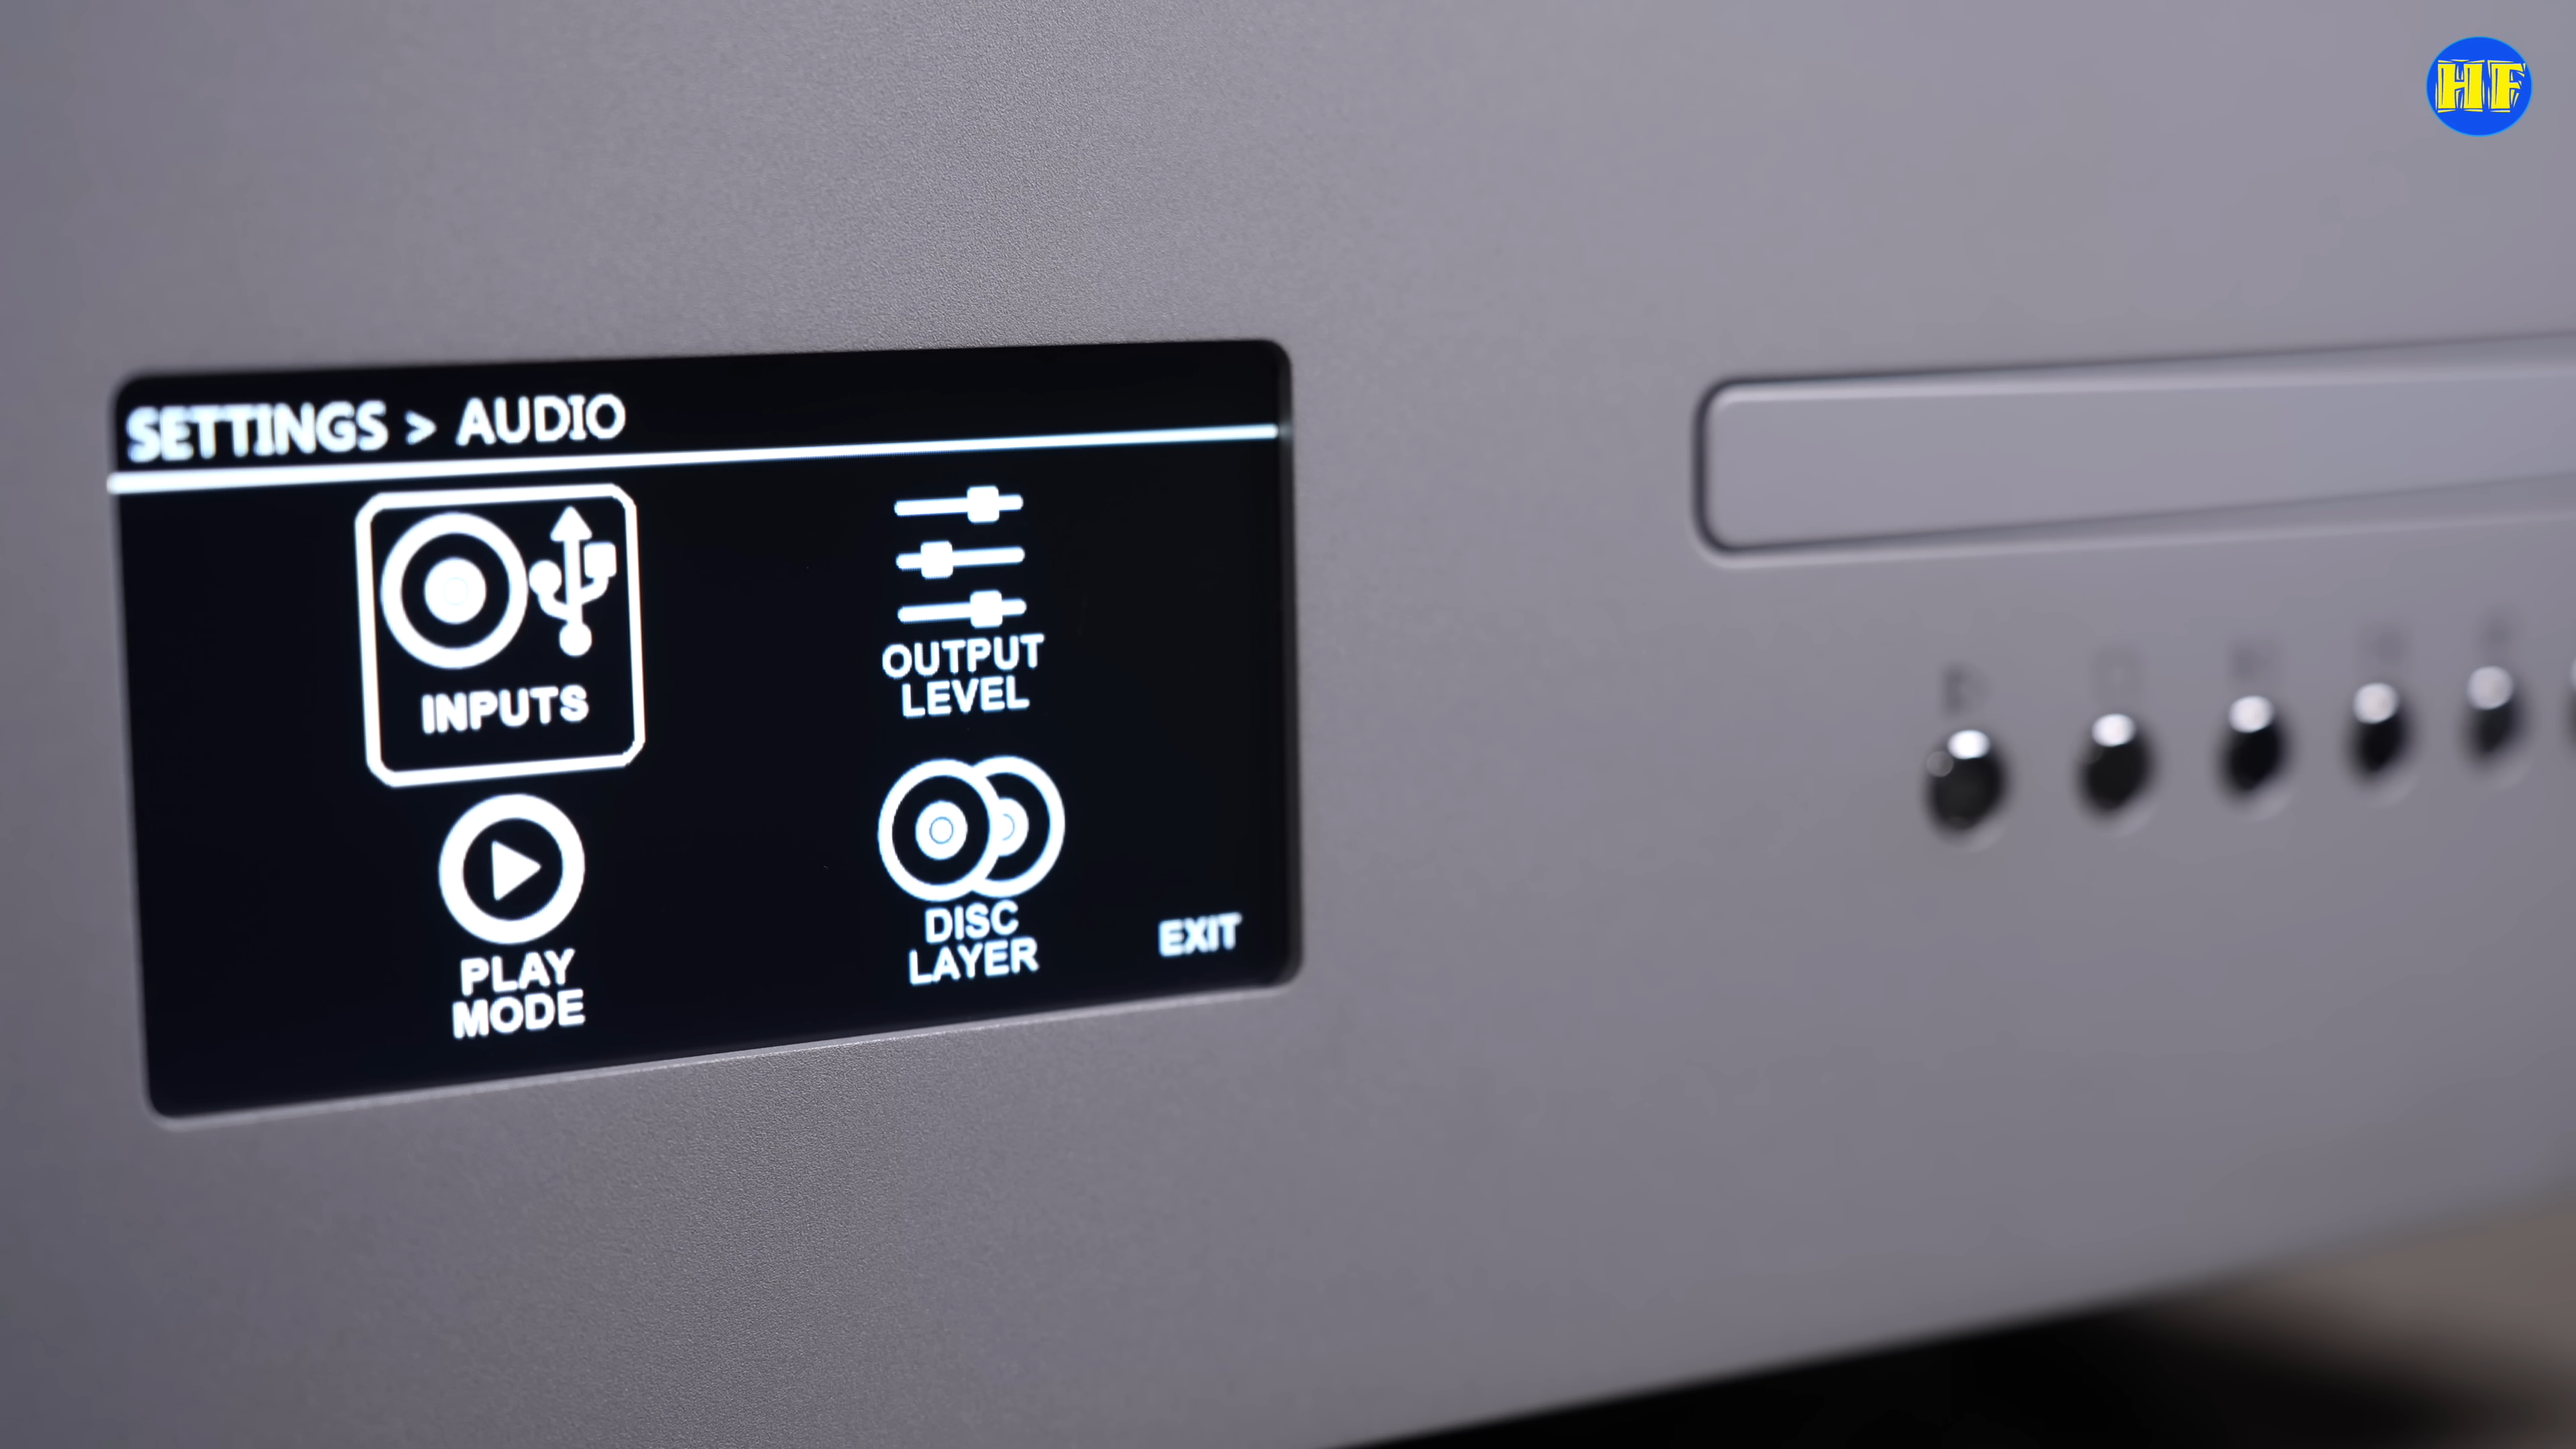 HF
SETTINGS > AUDIO
INPUTS
OUTPUT
LEVEL
PLAY
MODE
DISC
LAYER
EXIT